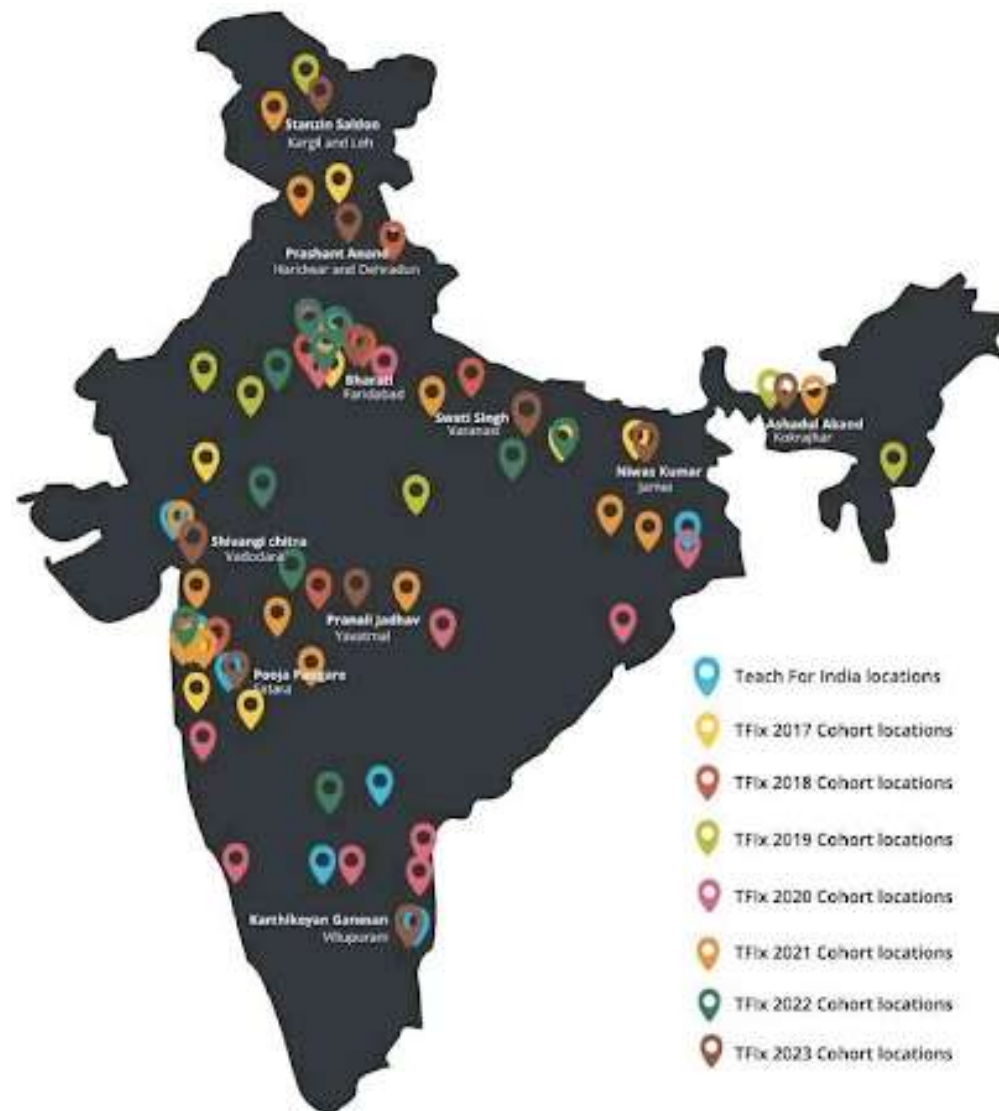 Stanzin Saldon
Kargil and Leh
Prashant Anand
Haridwar and Dehradun
Bharati
Faridabad
Swati Singh
Varanasi
Ashadul Akand
Kokrajhar
Niwas Kumar
Jamui
Shivangi chitra
Vadodara
Pranali Jadhav
Yavatmal
Pooja
Satara
Karthikeyan Ganesan
Vilupuram
Teach For India locations
TFIx 2017 Cohort locations
TFIx 2018 Cohort locations
TFIx 2019 Cohort locations
TFIx 2020 Cohort locations
TFIx 2021 Cohort locations
TFIx 2022 Cohort locations
TFIx 2023 Cohort locations